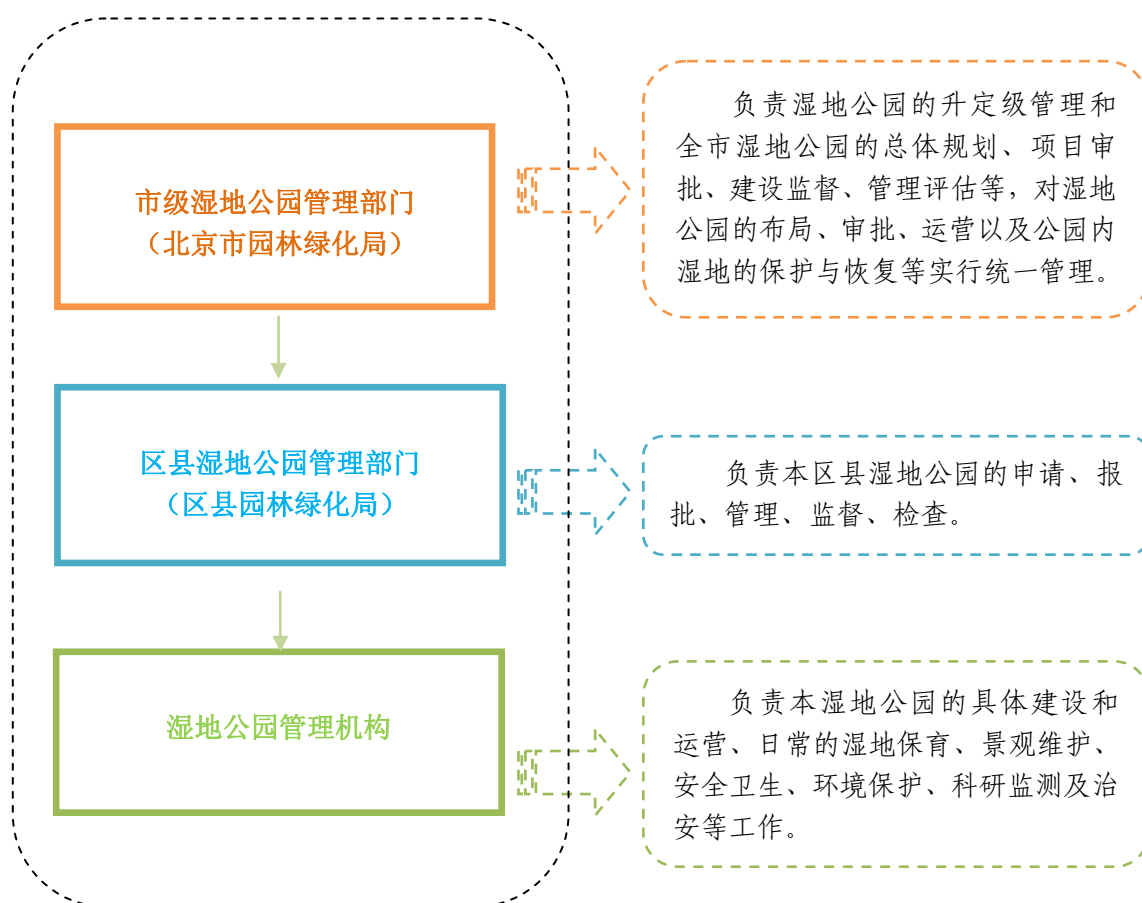 市级湿地公园管理部门
（北京市园林绿化局）
负责湿地公园的升定级管理和
全市湿地公园的总体规划、项目审
批、建设监督、管理评估等，对湿地
公园的布局、审批、运营以及公园内
湿地的保护与恢复等实行统一管理。
区县湿地公园管理部门
（区县园林绿化局）
负责本区县湿地公园的申请、报
批、管理、监督、检查。
湿地公园管理机构
负责本湿地公园的具体建设和
运营、日常的湿地保育、景观维护、
安全卫生、环境保护、科研监测及治
安等工作。